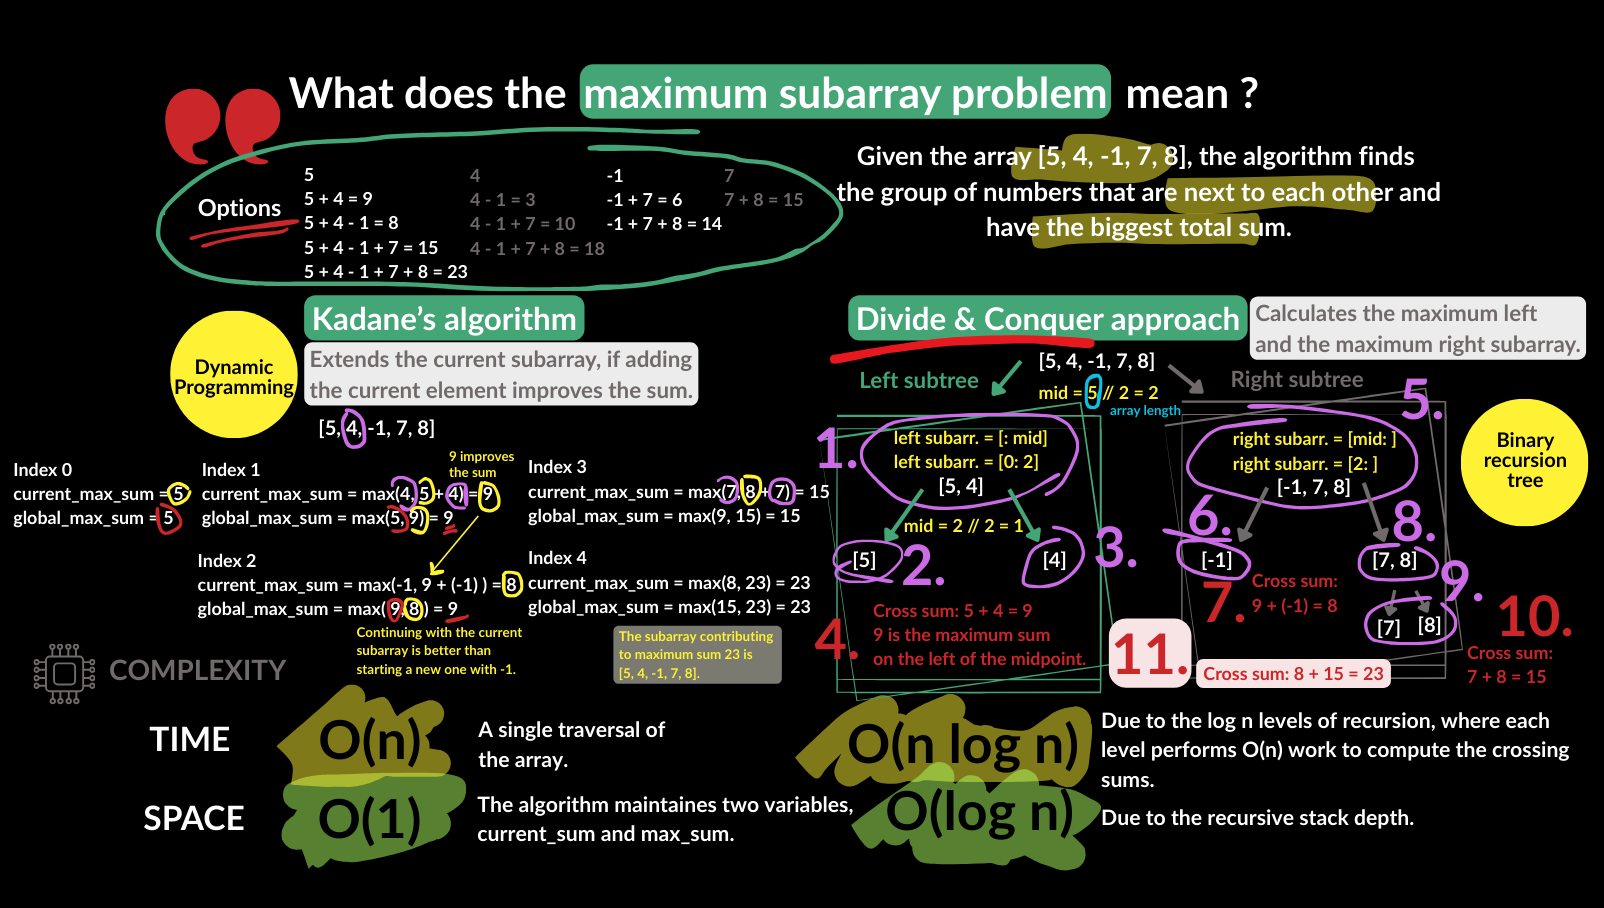 What does the maximum subarray problem mean ?
Options
5
5 + 4 = 9
5 + 4 - 1 = 8
5 + 4 - 1 + 7 = 15
5 + 4 - 1 + 7 + 8 = 23
4
4 - 1 = 3
4 - 1 + 7 = 10
4 - 1 + 7 + 8 = 18
-1
-1 + 7 = 6
-1 + 7 + 8 = 14
7
7 + 8 = 15
Given the array [5, 4, -1, 7, 8], the algorithm finds
the group of numbers that are next to each other and
have the biggest total sum.
Dynamic
Programming
Kadane's algorithm
Extends the current subarray, if adding
the current element improves the sum.
[5, 4, -1, 7, 8]
Index 0
current_max_sum = 5
global_max_sum = 5
Index 1
current_max_sum = max(4, 5 + 4) = 9
global_max_sum = max(5, 9) = 9
9 improves
the sum
Index 2
current_max_sum = max(-1, 9 + (-1) ) = 8
global_max_sum = max( 9, 8 ) = 9
Continuing with the current
subarray is better than
starting a new one with -1.
Index 3
current_max_sum = max(7, 8 + 7) = 15
global_max_sum = max(9, 15) = 15
Index 4
current_max_sum = max(8, 23) = 23
global_max_sum = max(15, 23) = 23
The subarray contributing
to maximum sum 23 is
[5, 4, -1, 7, 8].
Divide & Conquer approach
Calculates the maximum left
and the maximum right subarray.
[5, 4, -1, 7, 8]
mid = 5 // 2 = 2
array length
Left subtree
Right subtree
1.
left subarr. = [: mid]
left subarr. = [0: 2]
[5, 4]
mid = 2 // 2 = 1
[5]
2.
[4]
3.
4.
Cross sum: 5 + 4 = 9
9 is the maximum sum
on the left of the midpoint.
5.
right subarr. = [mid: ]
right subarr. = [2: ]
[-1, 7, 8]
6.
[-1]
7.
Cross sum:
9 + (-1) = 8
8.
[7, 8]
9.
[7]
[8]
10.
Cross sum:
7 + 8 = 15
11.
Cross sum: 8 + 15 = 23
Binary
recursion
tree
COMPLEXITY
TIME
O(n)
A single traversal of
the array.
O(n log n)
Due to the log n levels of recursion, where each
level performs O(n) work to compute the crossing
sums.
SPACE
O(1)
The algorithm maintaines two variables,
current_sum and max_sum.
O(log n)
Due to the recursive stack depth.